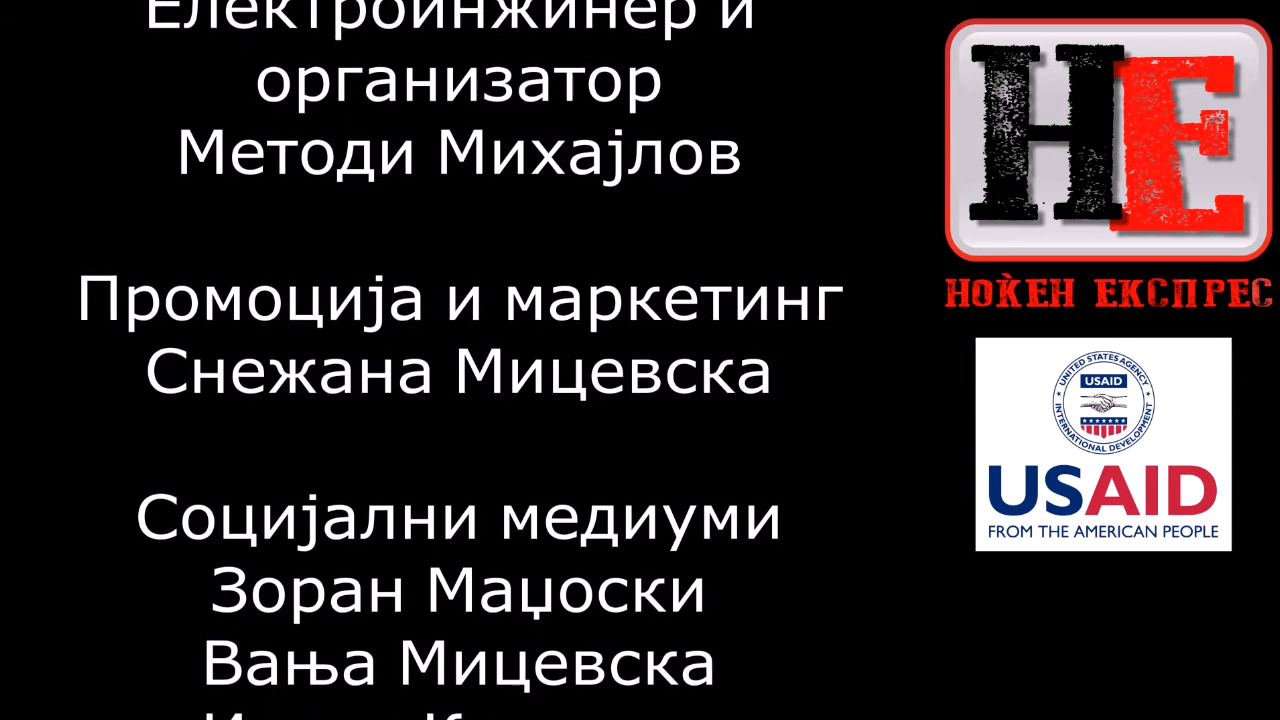 Електроинжинер и
организатор
Методи Михајлов
Промоција и маркетинг
Снежана Мицевска
Социјални медиуми
Зоран Маџоски
Вања Мицевска
НЕ
НОЌЕН ЕКСПРЕС
UNITED STATES AGENCY
USAID
INTERNATIONAL DEVELOPMENT
USAID
FROM THE AMERICAN PEOPLE